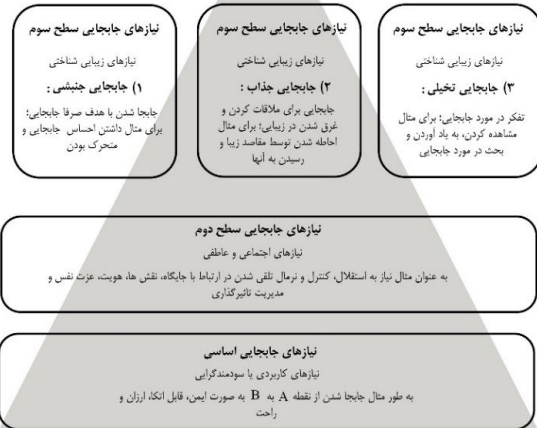 نیازهای جابجایی سطح سوم
نیازهای زیبایی شناختی
۱) جابجایی جنبشی :
جابجا شدن با هدف صرفا جابجایی؛
برای مثال داشتن احساس جابجایی و
متحرک بودن
نیازهای جابجایی سطح سوم
نیازهای زیبایی شناختی
۲) جابجایی جذاب :
جابجایی برای ملاقات کردن و
غرق شدن در زیبایی؛ برای مثال
احاطه شدن توسط مقاصد زیبا و
رسیدن به آنها
نیازهای جابجایی سطح سوم
نیازهای زیبایی شناختی
۳) جابجایی تخیلی :
تفکر در مورد جابجایی؛ برای مثال
مشاهده کردن، به یاد آوردن و
بحث در مورد جابجایی
نیازهای جابجایی سطح دوم
نیازهای اجتماعی و عاطفی
به عنوان مثال نیاز به استقلال، کنترل و نرمال تلقی شدن در ارتباط با جایگاه، نقش ها، هویت، عزت نفس و
مدیریت تاثیرگذاری
نیازهای جابجایی اساسی
نیازهای کاربردی یا سودمندگرایی
به طور مثال جابجا شدن از نقطه A به B به صورت ایمن، قابل اتکا، ارزان و
راحت